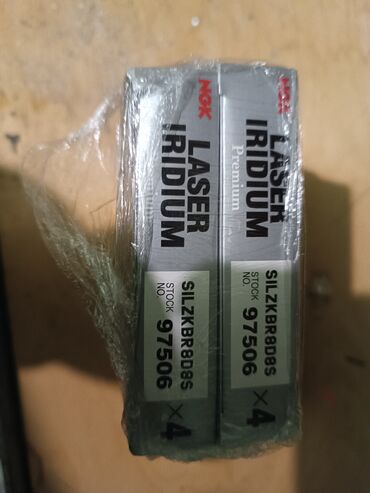 NGK
LASER
IRIDIUM
Premium
SILZKBR8D8S
STOCK
NO. 97506
×4
NGK
LASER
IRIDIUM
SILZKBR8D8S
STOCK
NO. 97506
×4